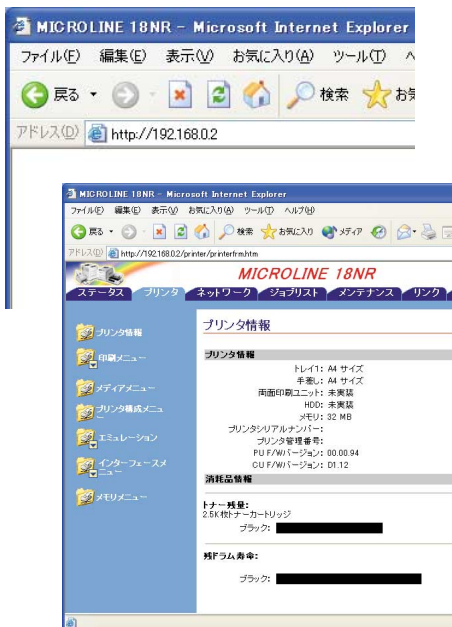 MICROLINE 18NR - Microsoft Internet Explorer
ファイル(F) 編集(E) 表示(V) お気に入り(A) ツール(T)
戻る 検索
アドレス(D) http://192.168.0.2
MICROLINE 18NR - Microsoft Internet Explorer
ファイル(F) 編集(E) 表示(V) お気に入り(A) ツール(T) ヘルプ(H)
戻る 検索 お気に入り メディア
アドレス(D) http://192.168.0.2/printer/printerfrm.htm
MICROLINE 18NR
ステータス プリンタ ネットワーク ジョブリスト メンテナンス リンク
プリンタ情報
印刷メニュー
メディアメニュー
プリンタ構成メニュ
ー
エミュレーション
インターフェースメ
ニュー
メモリメニュー
プリンタ情報
プリンタ情報
トレイ1: A4 サイズ
手差し: A4 サイズ
両面印刷ユニット: 未実装
HDD: 未実装
メモリ: 32 MB
プリンタシリアルナンバー:
プリンタ管理番号:
PU F/Wバージョン: 00.00.94
CU F/Wバージョン: D1.12
消耗品情報
トナー残量:
2.5K枚トナーカートリッジ
ブラック:
残ドラム寿命:
ブラック: